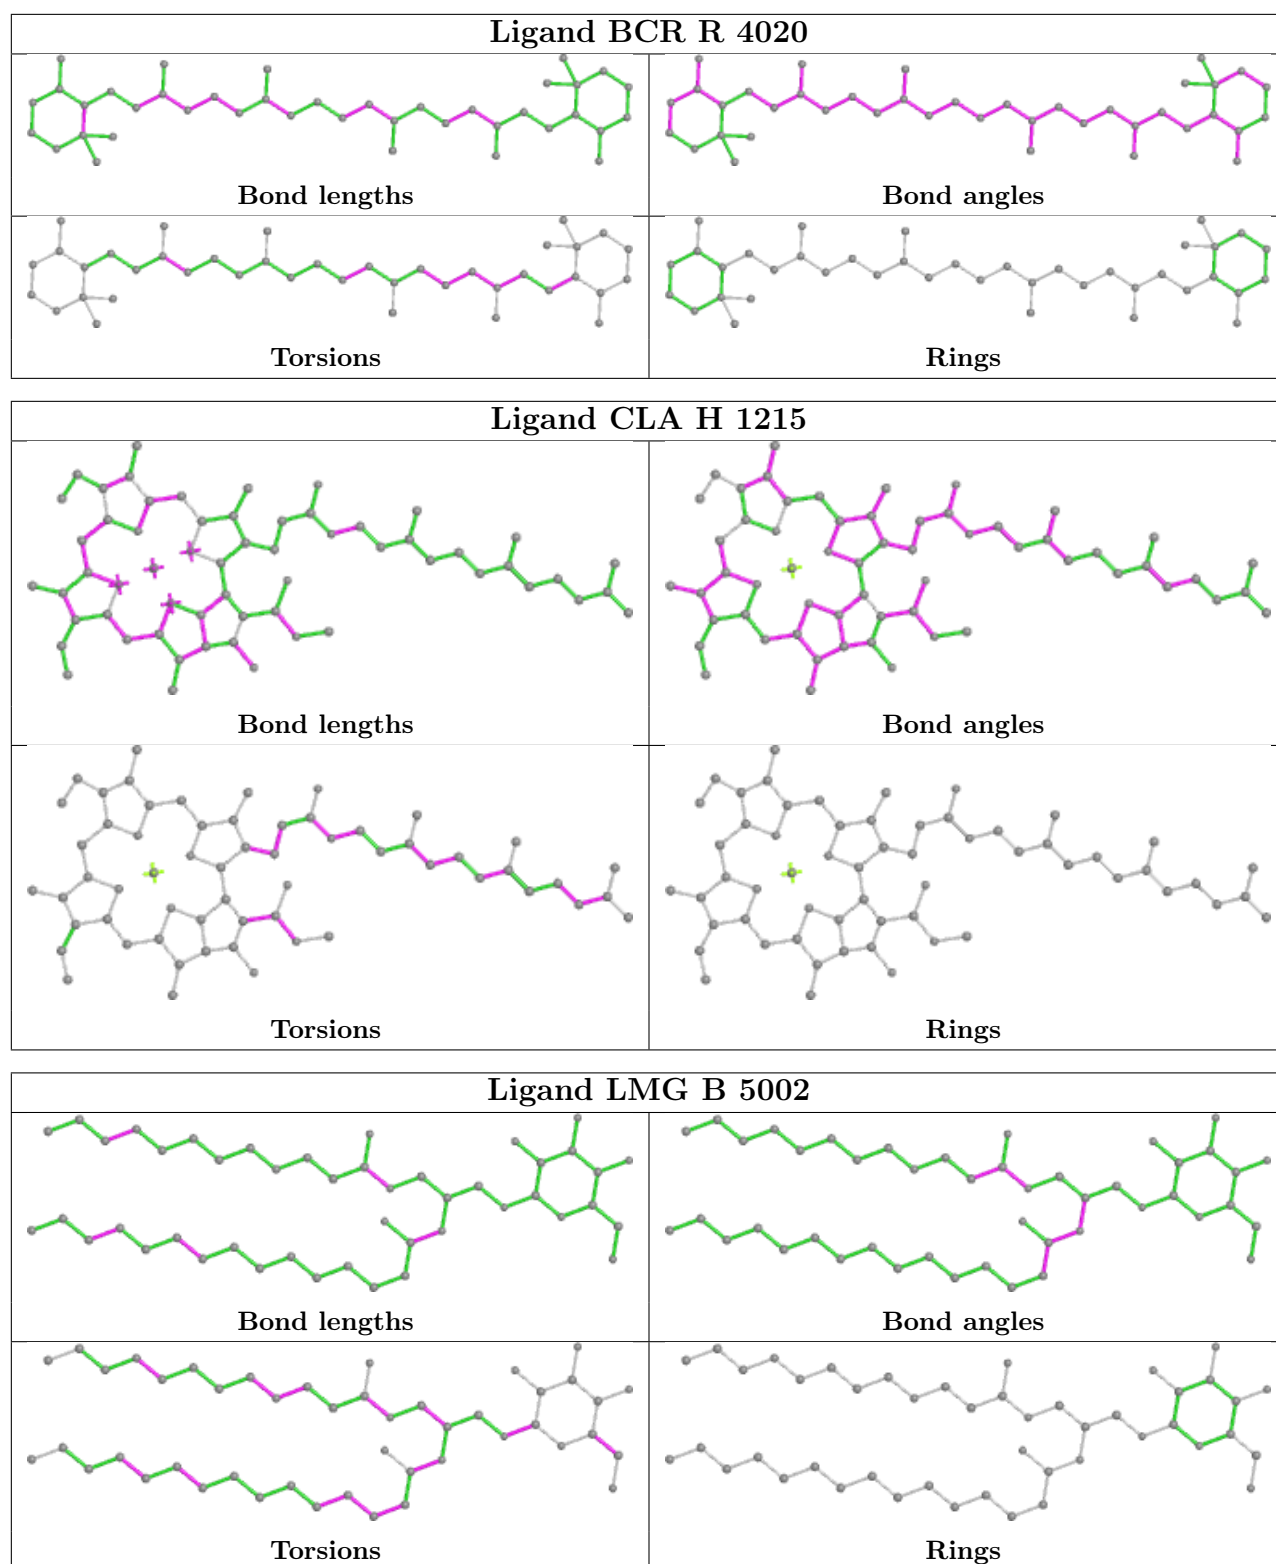 Ligand BCR R 4020
Bond lengths
Bond angles
Torsions
Rings
Ligand CLA H 1215
Bond lengths
Bond angles
Torsions
Rings
Ligand LMG B 5002
Bond lengths
Bond angles
Torsions
Rings